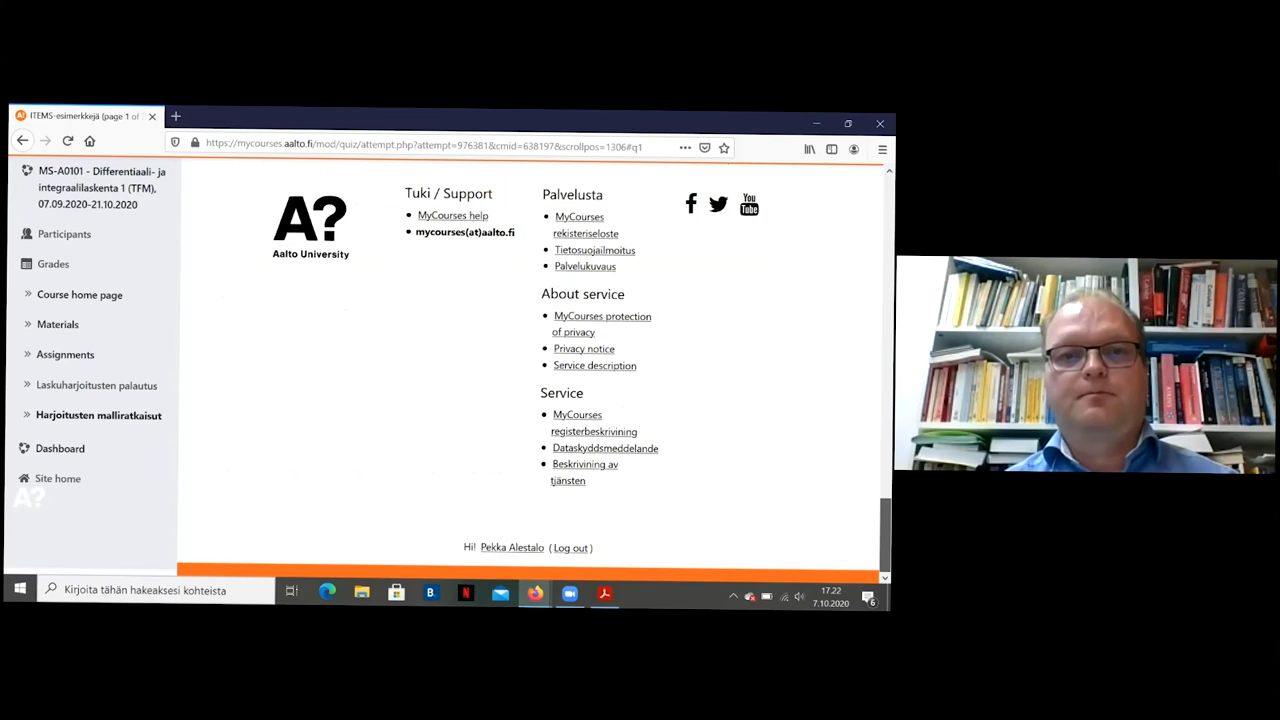 ITEMS-esimerkkejä (page 1 of
https://mycourses.aalto.fi/mod/quiz/attempt.php?attempt=976381&cmid=638197&scrollpos=1306#q1
MS-A0101 - Differentiaali- ja
integraalilaskenta 1 (TFM),
07.09.2020-21.10.2020
Participants
Grades
Course home page
Materials
Assignments
Laskuharjoitusten palautus
Harjoitusten malliratkaisut
Dashboard
Site home
A?
A?
Aalto University
Tuki / Support
MyCourses help
mycourses(at)aalto.fi
Palvelusta
MyCourses
rekisteriseloste
Tietosuojailmoitus
Palvelukuvaus
About service
MyCourses protection
of privacy
Privacy notice
Service description
Service
MyCourses
registerbeskrivining
Dataskyddsmeddelande
Beskrivining av
tjänsten
You
Tube
Hi! Pekka Alestalo (Log out)
Kirjoita tähän hakeaksesi kohteista
B.
N
17.22
7.10.2020
6